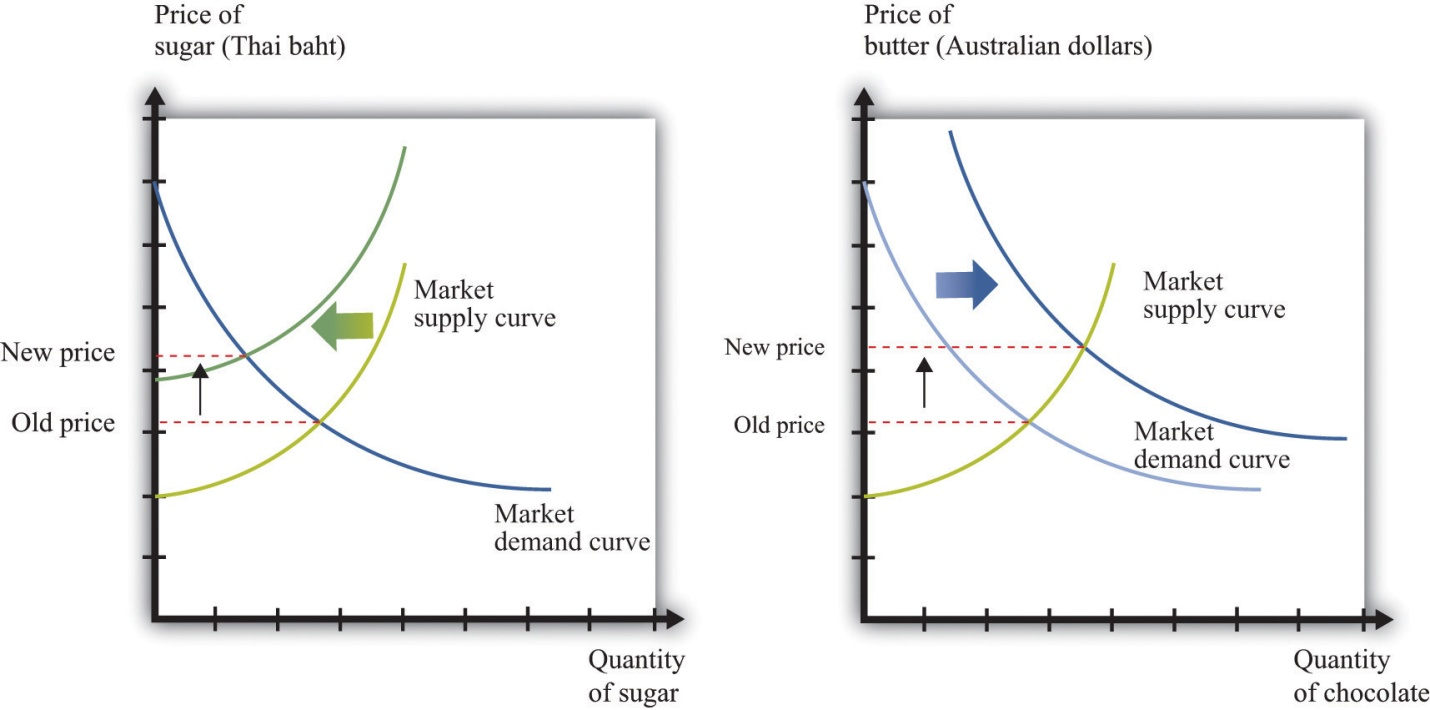 Price of
sugar (Thai baht)
Market
supply curve
New price
Old price
Market
demand curve
Quantity
of sugar
Price of
butter (Australian dollars)
Market
supply curve
New price
Old price
Market
demand curve
Quantity
of chocolate